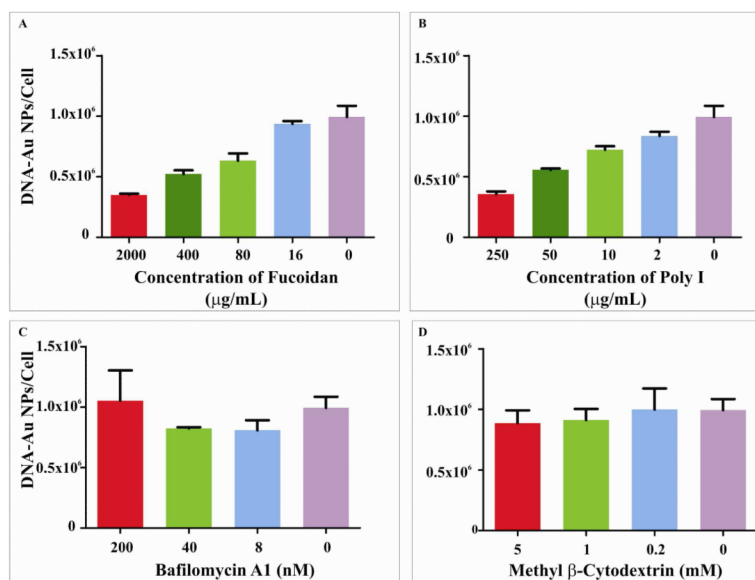 A
DNA-Au NPs/Cell
1.5x10⁶
1.0x10⁶
0.5x10⁶
0
2000 400 80 16 0
Concentration of Fucoidan
(μg/mL)
B
1.5x10⁶
1.0x10⁶
0.5x10⁶
0
250 50 10 2 0
Concentration of Poly I
(μg/mL)
C
DNA-Au NPs/Cell
1.5x10⁶
1.0x10⁶
0.5x10⁶
0
200 40 8 0
Bafilomycin A1 (nM)
D
1.5x10⁶
1.0x10⁶
0.5x10⁶
0
5 1 0.2 0
Methyl β-Cytodextrin (mM)